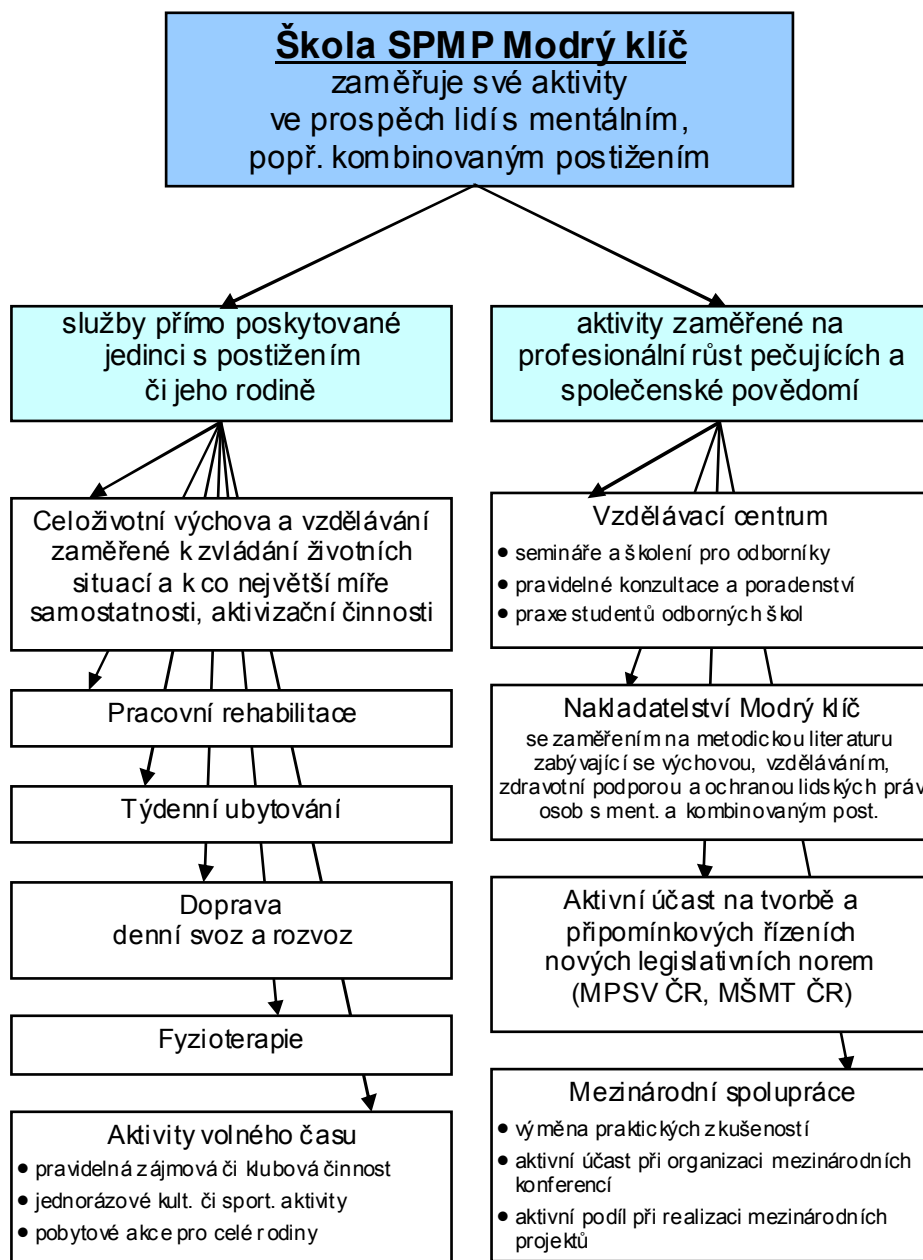 Škola SPMP Modrý klíč
zaměřuje své aktivity
ve prospěch lidí s mentálním,
popř. kombinovaným postižením
služby přímo poskytované
jedinci s postižením
či jeho rodině
Celoživotní výchova a vzdělávání
zaměřené k zvládání životních
situací a k co největší míře
samostatnosti, aktivizační činnosti
Pracovní rehabilitace
Týdenní ubytování
Doprava
denní svoz a rozvoz
Fyzioterapie
Aktivity volného času
• pravidelná zájmová či klubová činnost
• jednorázové kult. či sport. aktivity
• pobytové akce pro celé rodiny
aktivity zaměřené na
profesionální růst pečujících a
společenské povědomí
Vzdělávací centrum
• semináře a školení pro odborníky
• pravidelné konzultace a poradenství
• praxe studentů odborných škol
Nakladatelství Modrý klíč
se zaměřením na metodickou literaturu
zabývající se výchovou, vzděláváním,
zdravotní podporou a ochranou lidských práv
osob s ment. a kombinovaným post.
Aktivní účast na tvorbě a
připomínkových řízeních
nových legislativních norem
(MPSV ČR, MŠMT ČR)
Mezinárodní spolupráce
• výměna praktických zkušeností
• aktivní účast při organizaci mezinárodních
konferencí
• aktivní podíl při realizaci mezinárodních
projektů